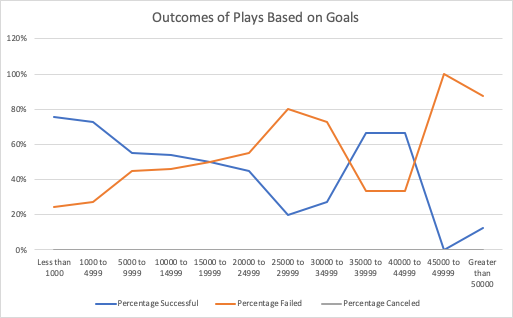 Outcomes of Plays Based on Goals
120%
100%
80%
60%
40%
20%
0%
Less than 1000
1000 to 4999
5000 to 9999
10000 to 14999
15000 to 19999
20000 to 24999
25000 to 29999
30000 to 34999
35000 to 39999
40000 to 44999
45000 to 49999
Greater than 50000
Percentage Successful
Percentage Failed
Percentage Canceled